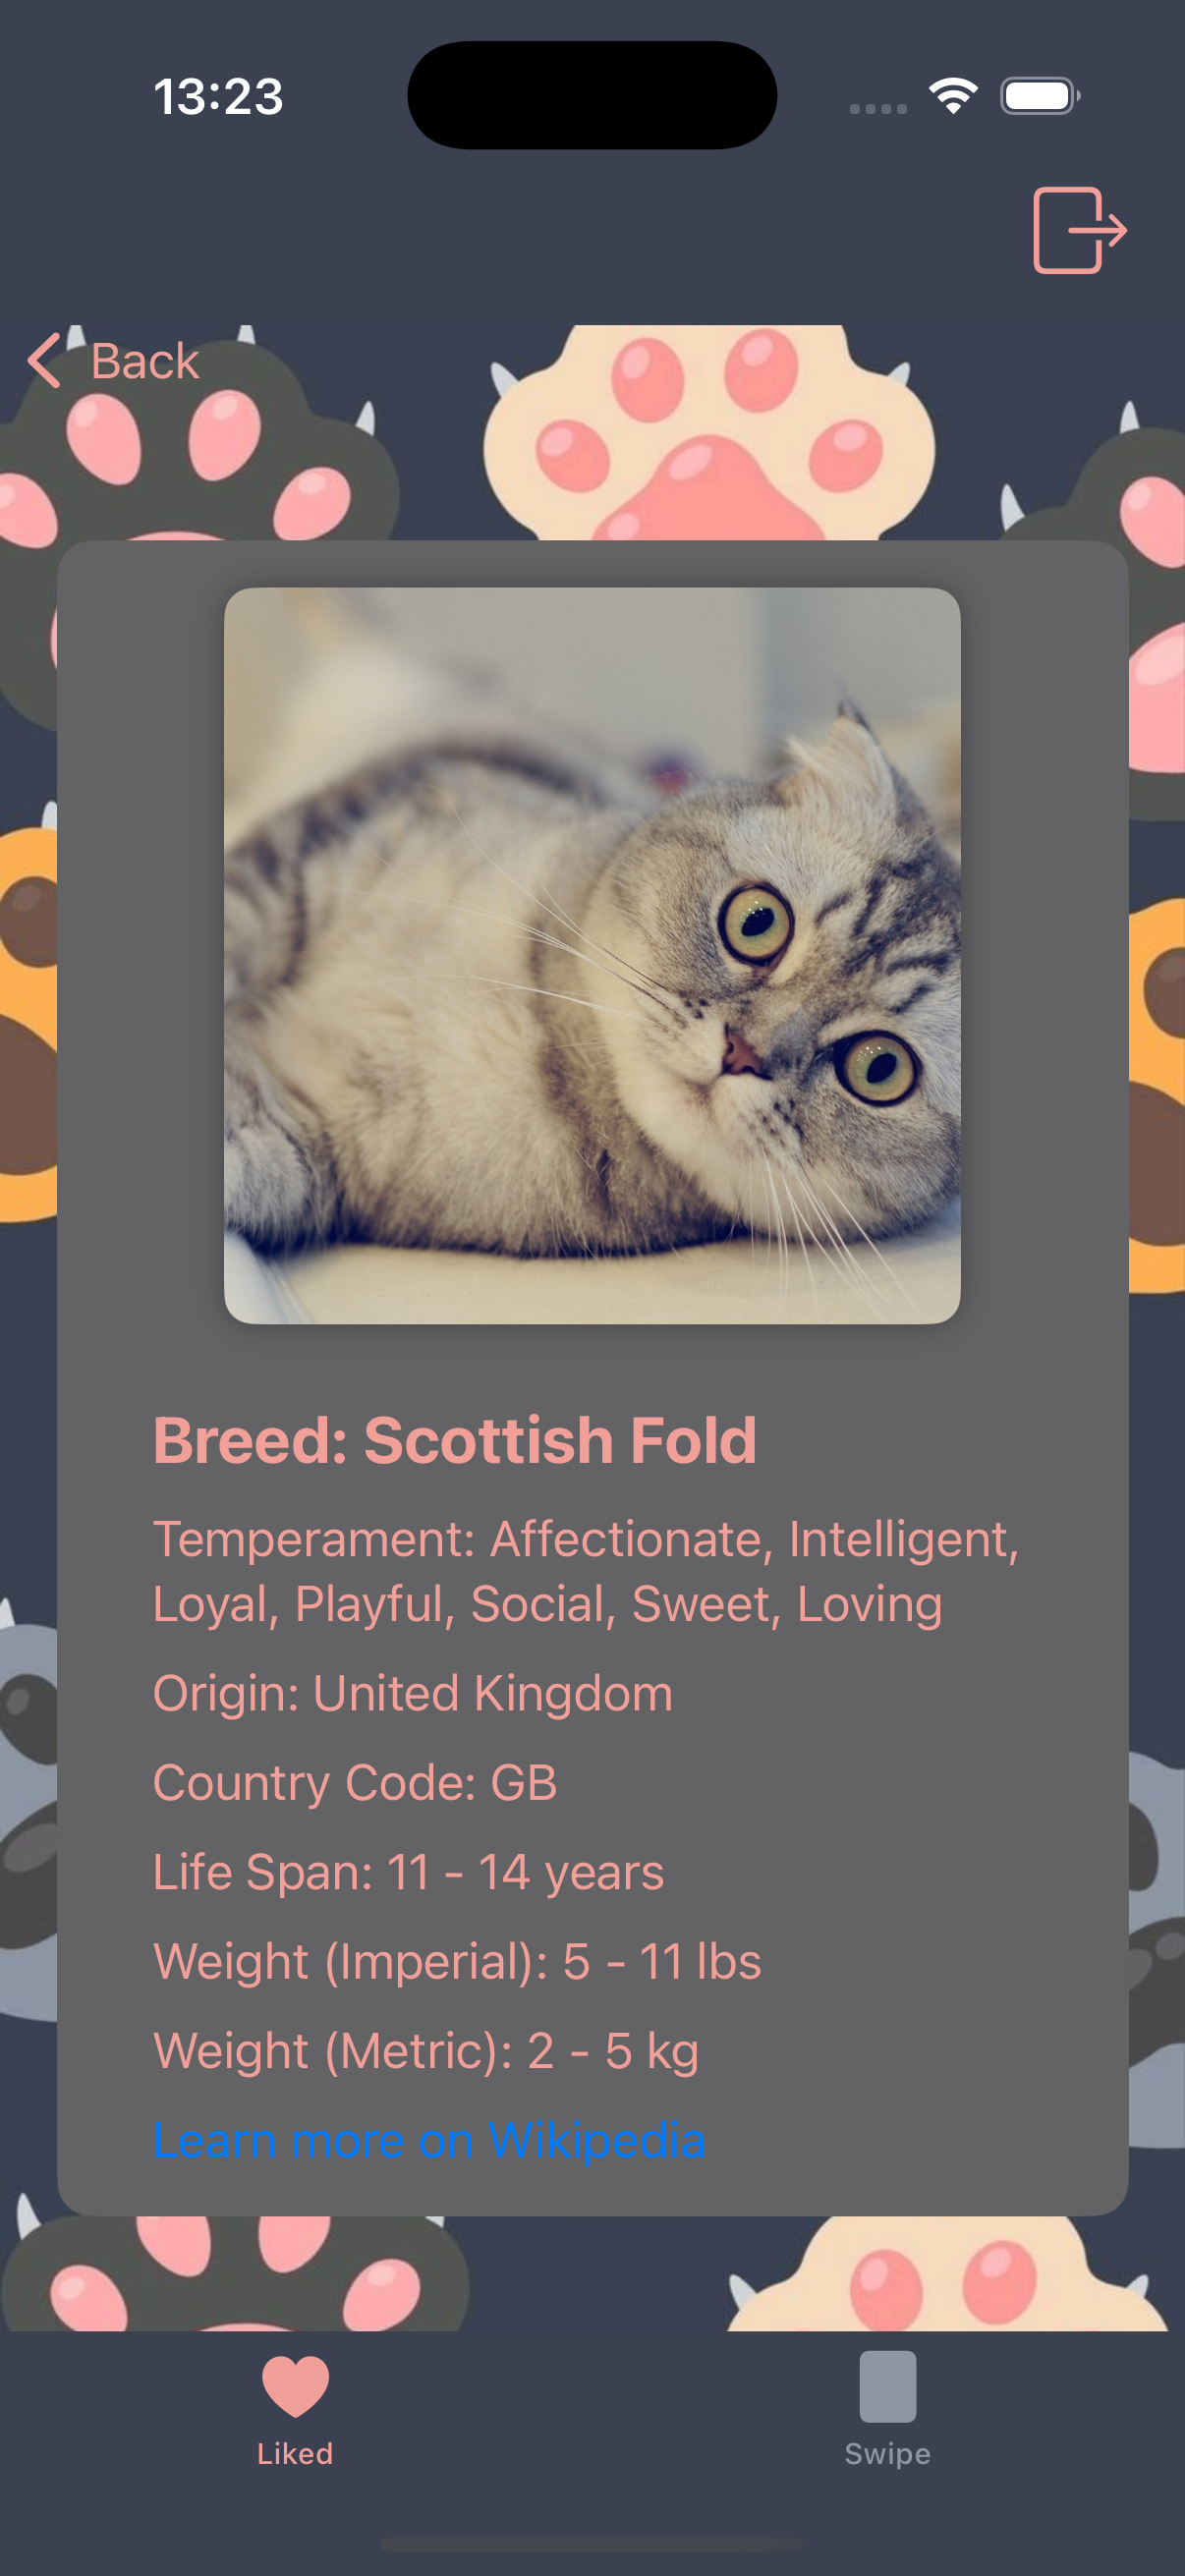 13:23
Back
Breed: Scottish Fold
Temperament: Affectionate, Intelligent,
Loyal, Playful, Social, Sweet, Loving
Origin: United Kingdom
Country Code: GB
Life Span: 11 - 14 years
Weight (Imperial): 5 - 11 lbs
Weight (Metric): 2 - 5 kg
Learn more on Wikipedia
Liked
Swipe